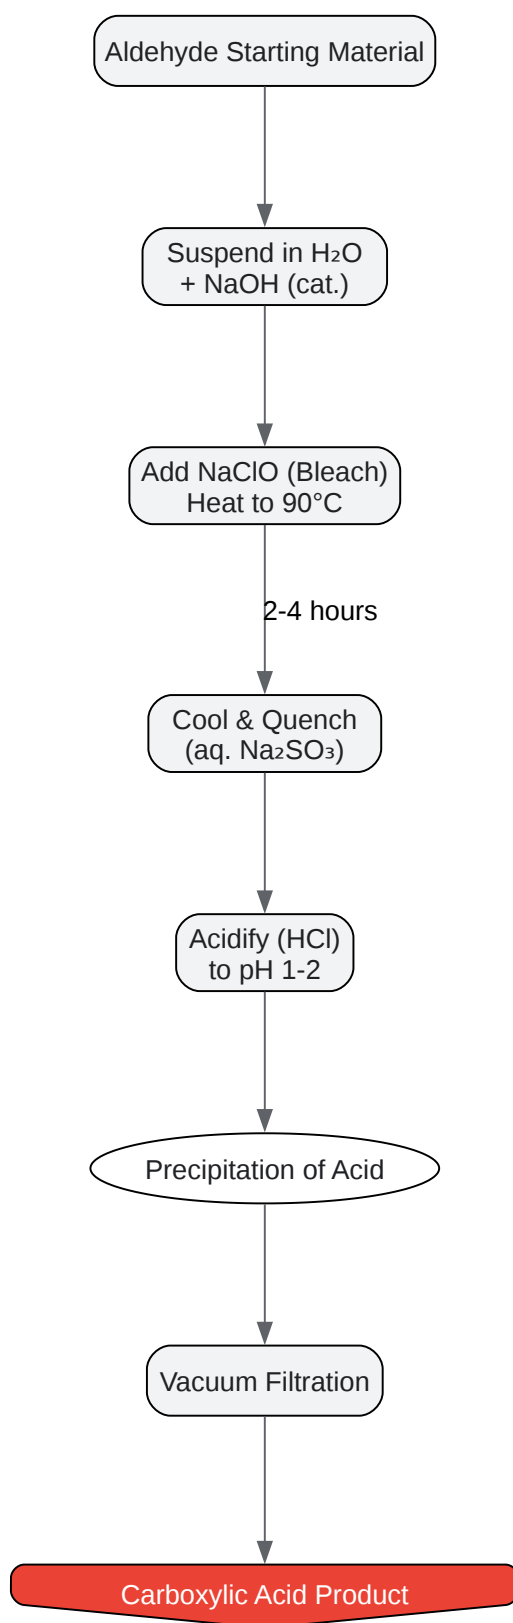 Aldehyde Starting Material
Suspend in H₂O
+ NaOH (cat.)
Add NaClO (Bleach)
Heat to 90°C
2-4 hours
Cool & Quench
(aq. Na₂SO₃)
Acidify (HCl)
to pH 1-2
Precipitation of Acid
Vacuum Filtration
Carboxylic Acid Product